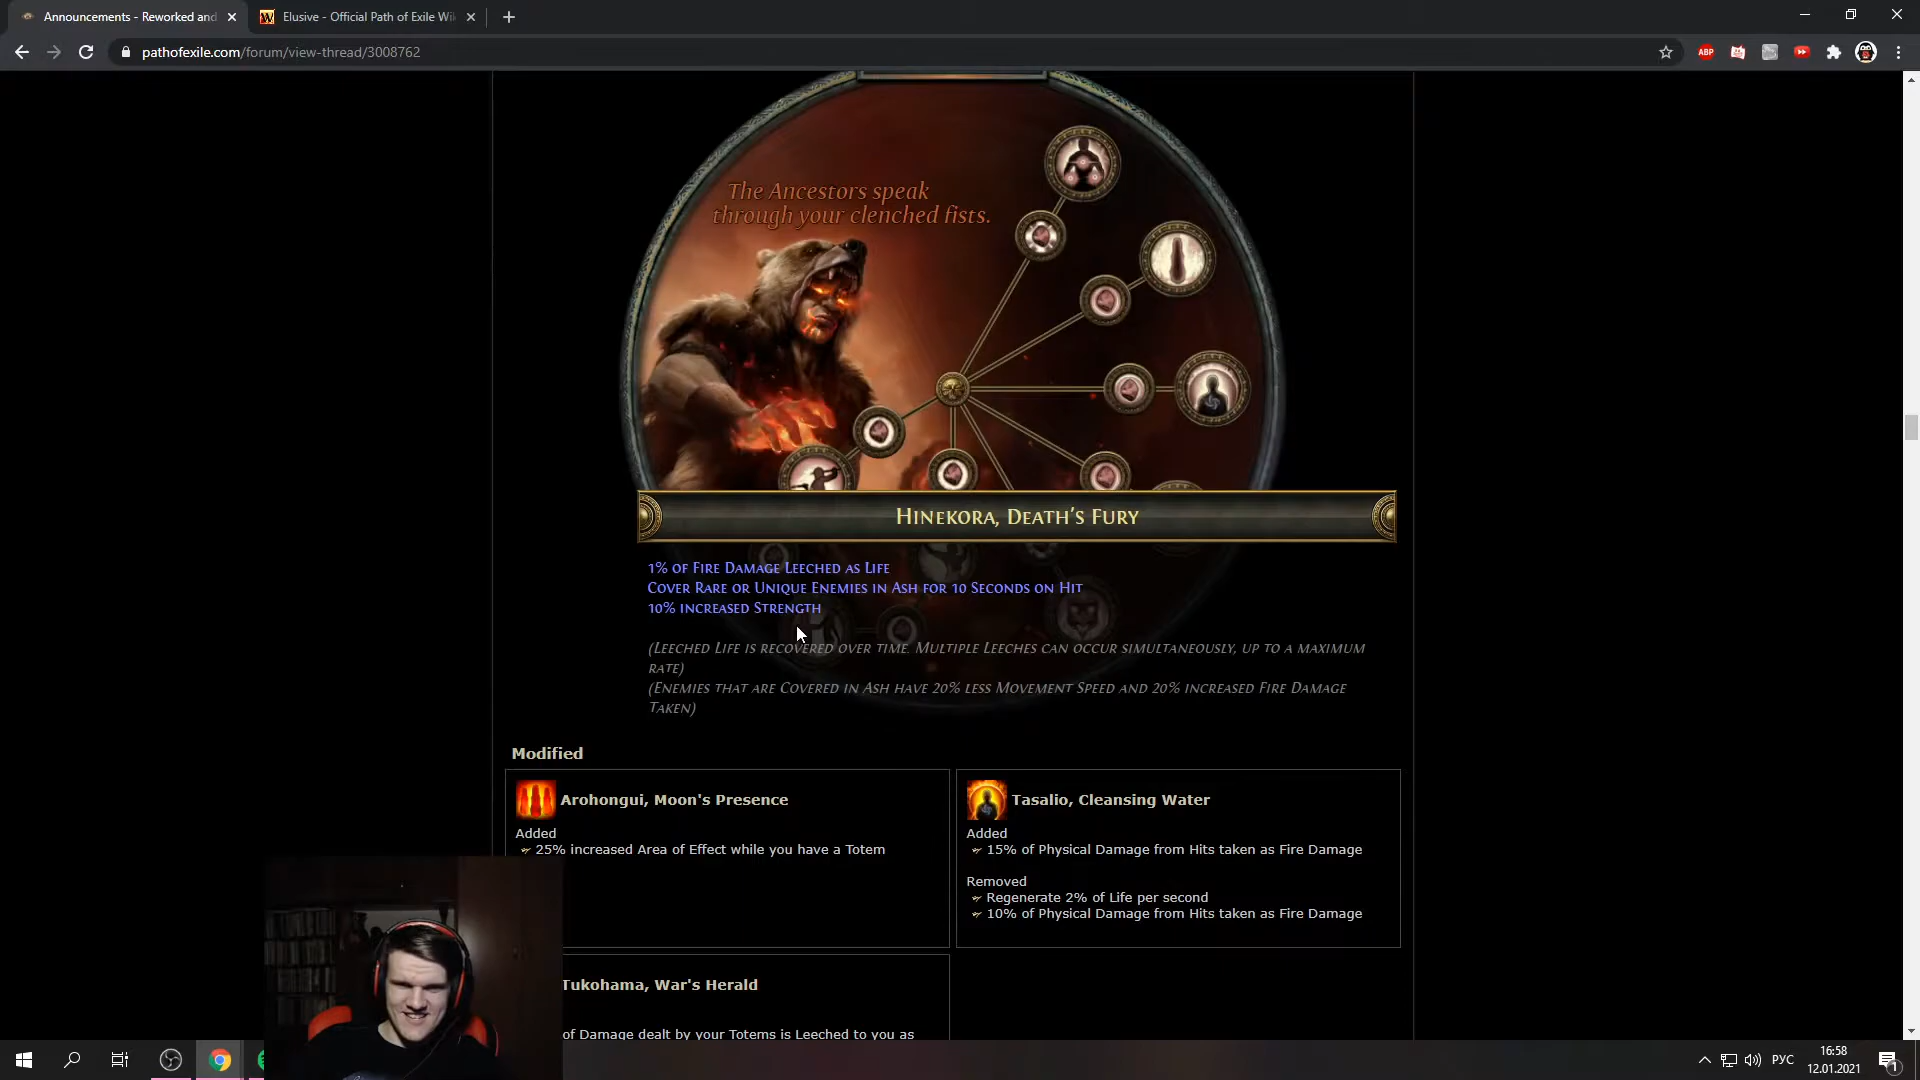 Announcements - Reworked and
Elusive - Official Path of Exile Wik
pathofexile.com/forum/view-thread/3008762
ABP
The Ancestors speak
through your clenched fists.
Hinekora, Death's Fury
1% of Fire Damage Leeched as Life
Cover Rare or Unique Enemies in Ash for 10 Seconds on Hit
10% increased Strength
(Leeched Life is recovered over time. Multiple Leeches can occur simultaneously, up to a maximum
rate)
(Enemies that are Covered in Ash have 20% less Movement Speed and 20% increased Fire Damage
Taken)
Modified
Arohongui, Moon's Presence
Added
25% increased Area of Effect while you have a Totem
Tasalio, Cleansing Water
Added
15% of Physical Damage from Hits taken as Fire Damage
Removed
Regenerate 2% of Life per second
10% of Physical Damage from Hits taken as Fire Damage
Tukohama, War's Herald
of Damage dealt by your Totems is Leeched to you as
РУС
16:58
12.01.2021
1